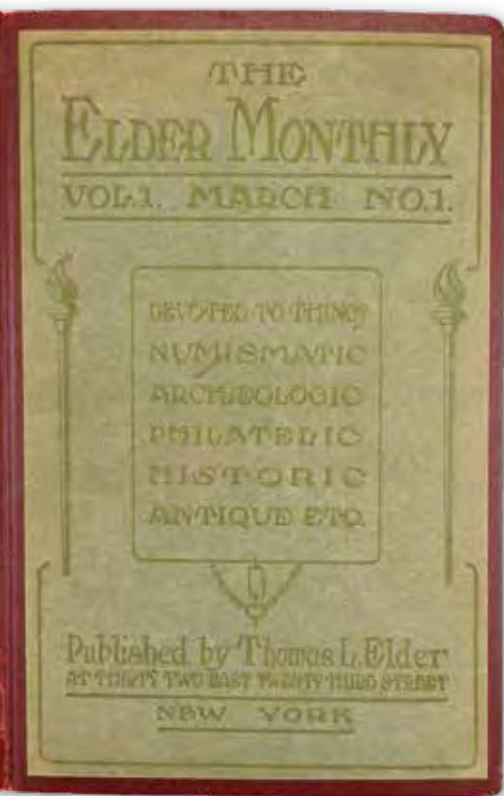 THE
ELDER MONTHLY
VOL.1. MARCH NO.1.
DEVOTED TO THINGS
NUMISMATIC
ARCHÆOLOGIC
PHILATELIC
HISTORIC
ANTIQUE ETC.
Published by Thomas L. Elder
AT THIRTY TWO EAST TWENTY THIRD STREET
NEW YORK